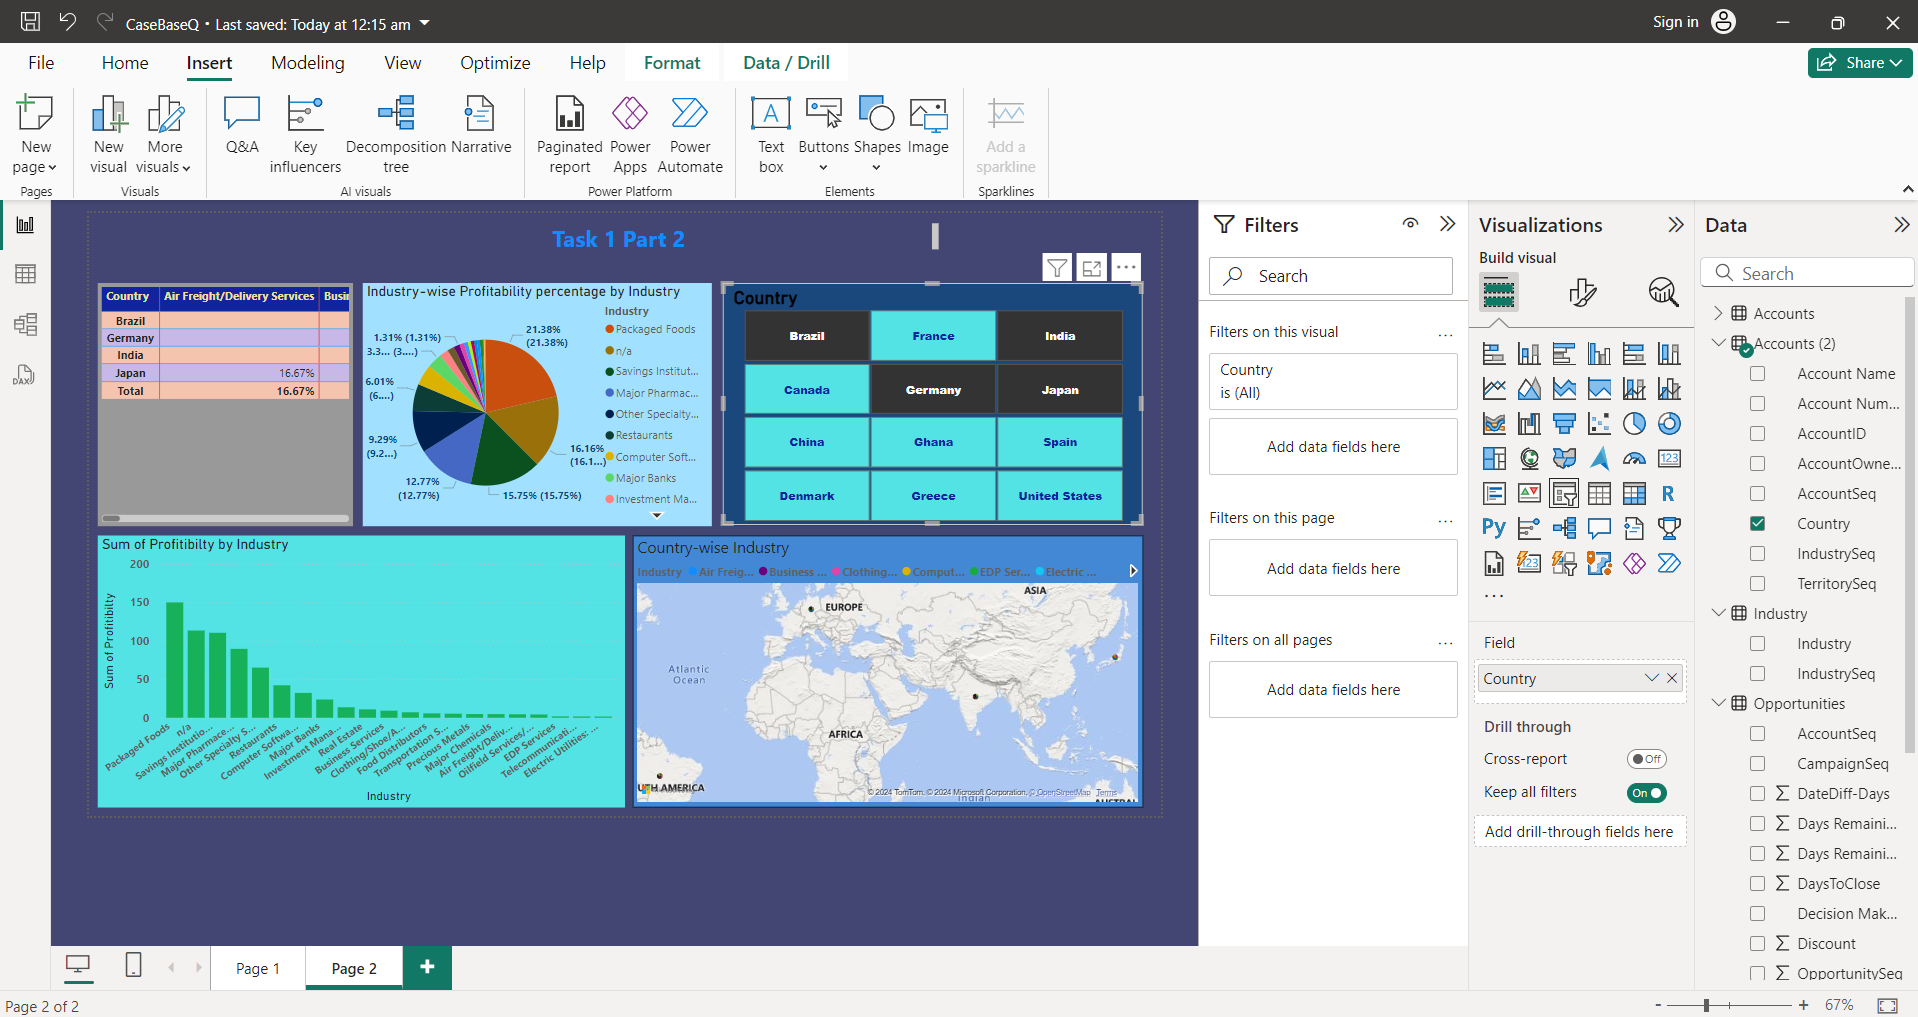 CaseBaseQ • Last saved: Today at 12:15 am
Sign in
File Home Insert Modeling View Optimize Help Format Data / Drill
Share
New page
New visual
More visuals
Q&A
Key influencers
Decomposition tree
Narrative
Paginated report
Power Apps
Power Automate
Text box
Buttons
Shapes
Image
Add a sparkline
Pages Visuals AI visuals Power Platform Elements Sparklines
DAX
Task 1 Part 2
Country Air Freight/Delivery Services Busin
Brazil
Germany
India
Japan 16.67%
Total 16.67%
Industry-wise Profitability percentage by Industry
1.31% (1.31%)
3.3... (3....)
6.01% (6....)
9.29% (9.2...)
12.77% (12.77%)
15.75% (15.75%)
16.16% (16.1...)
21.38% (21.38%)
Industry
Packaged Foods
n/a
Savings Institut...
Major Pharmac...
Other Specialty...
Restaurants
Computer Soft...
Major Banks
Investment Ma...
Country
Brazil France India
Canada Germany Japan
China Ghana Spain
Denmark Greece United States
Sum of Profitibilty by Industry
Sum of Profitibilty
200
150
100
50
0
Packaged Foods
n/a
Savings Institutio...
Major Pharmace...
Other Specialty S...
Restaurants
Computer Softwa...
Major Banks
Investment Mana...
Real Estate
Business Services
Clothing/Shoe/A...
Food Distributors
Transportation S...
Precious Metals
Major Chemicals
Air Freight/Deliv...
Oilfield Services/...
EDP Services
Telecommunicati...
Electric Utilities: ...
Industry
Country-wise Industry
Industry Air Freig... Business ... Clothing... Comput... EDP Ser... Electric ...
ASIA
EUROPE
Atlantic
Ocean
AFRICA
UTH AMERICA
© 2024 TomTom, © 2024 Microsoft Corporation, © OpenStreetMap Terms
Indian
AUSTRAL
Filters
Search
Filters on this visual ...
Country
is (All)
Add data fields here
Filters on this page ...
Add data fields here
Filters on all pages ...
Add data fields here
Visualizations
Build visual
123
R
Py
123
...
Field
Country
Drill through
Cross-report Off
Keep all filters On
Add drill-through fields here
Data
Search
Accounts
Accounts (2)
Account Name
Account Num...
AccountID
AccountOwne...
AccountSeq
Country
IndustrySeq
TerritorySeq
Industry
Industry
IndustrySeq
Opportunities
AccountSeq
CampaignSeq
DateDiff-Days
Days Remaini...
Days Remaini...
DaysToClose
Decision Mak...
Discount
OpportunitySeq
Page 1 Page 2 +
Page 2 of 2
- + 67%